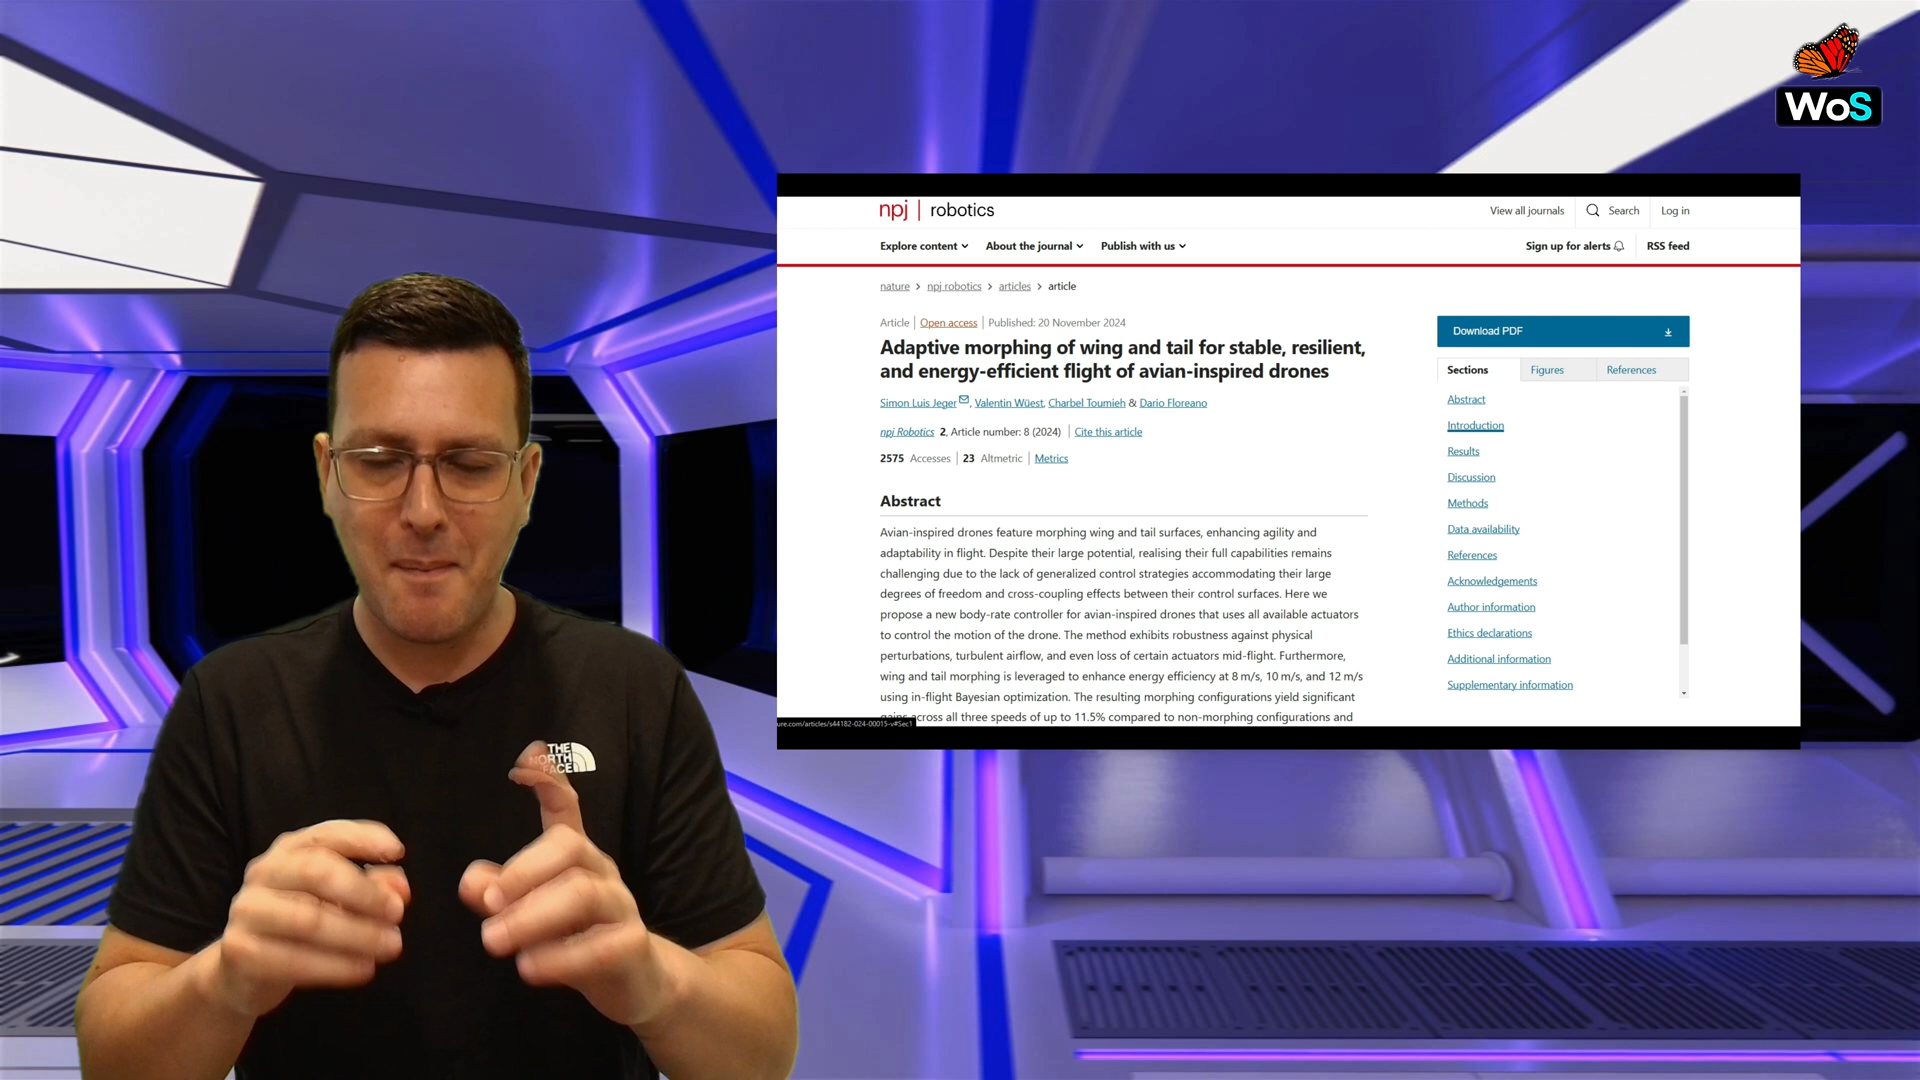 WoS
npj | robotics
View all journals
Search
Log in
Explore content
About the journal
Publish with us
Sign up for alerts
RSS feed
nature > npj robotics > articles > article
Article | Open access | Published: 20 November 2024
Adaptive morphing of wing and tail for stable, resilient,
and energy-efficient flight of avian-inspired drones
Simon Luis Jeger, Valentin Wüest, Charbel Toumieh & Dario Floreano
npj Robotics 2, Article number: 8 (2024) | Cite this article
2575 Accesses | 23 Altmetric | Metrics
Abstract
Avian-inspired drones feature morphing wing and tail surfaces, enhancing agility and
adaptability in flight. Despite their large potential, realising their full capabilities remains
challenging due to the lack of generalized control strategies accommodating their large
degrees of freedom and cross-coupling effects between their control surfaces. Here we
propose a new body-rate controller for avian-inspired drones that uses all available actuators
to control the motion of the drone. The method exhibits robustness against physical
perturbations, turbulent airflow, and even loss of certain actuators mid-flight. Furthermore,
wing and tail morphing is leveraged to enhance energy efficiency at 8 m/s, 10 m/s, and 12 m/s
using in-flight Bayesian optimization. The resulting morphing configurations yield significant
gains across all three speeds of up to 11.5% compared to non-morphing configurations and
ure.com/articles/s44182-024-00015-y#Sec1
Download PDF
Sections
Figures
References
Abstract
Introduction
Results
Discussion
Methods
Data availability
References
Acknowledgements
Author information
Ethics declarations
Additional information
Supplementary information
THE
NORTH
FACE